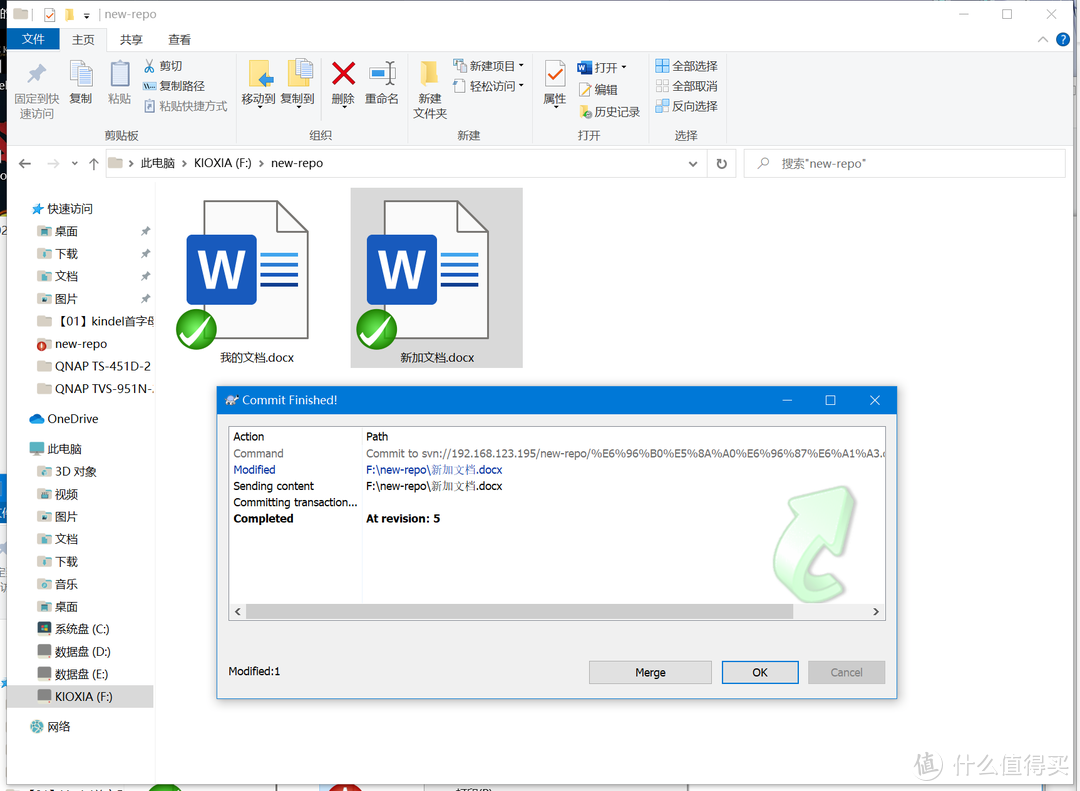 new-repo
文件 主页 共享 查看
固定到快速访问
复制
粘贴
剪切
复制路径
粘贴快捷方式
剪贴板
移动到
复制到
删除
重命名
组织
新建文件夹
新建项目
轻松访问
新建
属性
打开
编辑
历史记录
打开
全部选择
全部取消
反向选择
选择
此电脑 > KIOXIA (F:) > new-repo
搜索"new-repo"
快速访问
桌面
下载
文档
图片
【01】kindel首字母
new-repo
QNAP TS-451D-2
QNAP TVS-951N-
OneDrive
此电脑
3D 对象
视频
图片
文档
下载
音乐
桌面
系统盘 (C:)
数据盘 (D:)
数据盘 (E:)
KIOXIA (F:)
网络
W
W
我的文档.docx
新加文档.docx
Commit Finished!
Action Path
Command Commit to svn://192.168.123.195/new-repo/%E6%96%B0%E5%8A%A0%E6%96%87%E6%A1%A3.d
Modified F:\new-repo\新加文档.docx
Sending content F:\new-repo\新加文档.docx
Committing transaction...
Completed At revision: 5
Modified:1
Merge
OK
Cancel
值 什么值得买